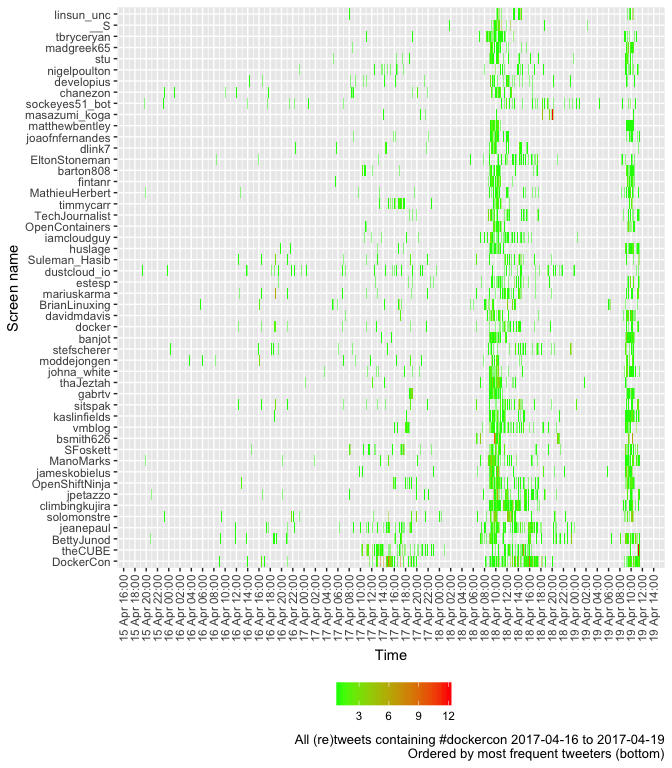 linsun_unc
__S
tbryceryan
madgreek65
stu
nigelpoulton
developius
chanezon
sockeyes51_bot
masazumi_koga
matthewbentley
joaofnfernandes
dlink7
EltonStoneman
barton808
fintanr
MathieuHerbert
timmycarr
TechJournalist
OpenContainers
iamcloudguy
huslage
Suleman_Hasib
dustcloud_io
estesp
mariuskarma
BrianLinuxing
davidmdavis
docker
banjot
stefscherer
moddejongen
johna_white
thaJeztah
gabrtv
sitspak
kaslinfields
vmblog
bsmith626
SFoskett
ManoMarks
jameskobielus
OpenShiftNinja
jpetazzo
climbingkujira
solomonstre
jeanepaul
BettyJunod
theCUBE
DockerCon
Screen name
15 Apr 16:00
15 Apr 18:00
15 Apr 20:00
15 Apr 22:00
16 Apr 00:00
16 Apr 02:00
16 Apr 04:00
16 Apr 06:00
16 Apr 08:00
16 Apr 10:00
16 Apr 12:00
16 Apr 14:00
16 Apr 16:00
16 Apr 18:00
16 Apr 20:00
16 Apr 22:00
17 Apr 00:00
17 Apr 02:00
17 Apr 04:00
17 Apr 06:00
17 Apr 08:00
17 Apr 10:00
17 Apr 12:00
17 Apr 14:00
17 Apr 16:00
17 Apr 18:00
17 Apr 20:00
17 Apr 22:00
18 Apr 00:00
18 Apr 02:00
18 Apr 04:00
18 Apr 06:00
18 Apr 08:00
18 Apr 10:00
18 Apr 12:00
18 Apr 14:00
18 Apr 16:00
18 Apr 18:00
18 Apr 20:00
18 Apr 22:00
19 Apr 00:00
19 Apr 02:00
19 Apr 04:00
19 Apr 06:00
19 Apr 08:00
19 Apr 10:00
19 Apr 12:00
19 Apr 14:00
Time
3 6 9 12
All (re)tweets containing #dockercon 2017-04-16 to 2017-04-19
Ordered by most frequent tweeters (bottom)